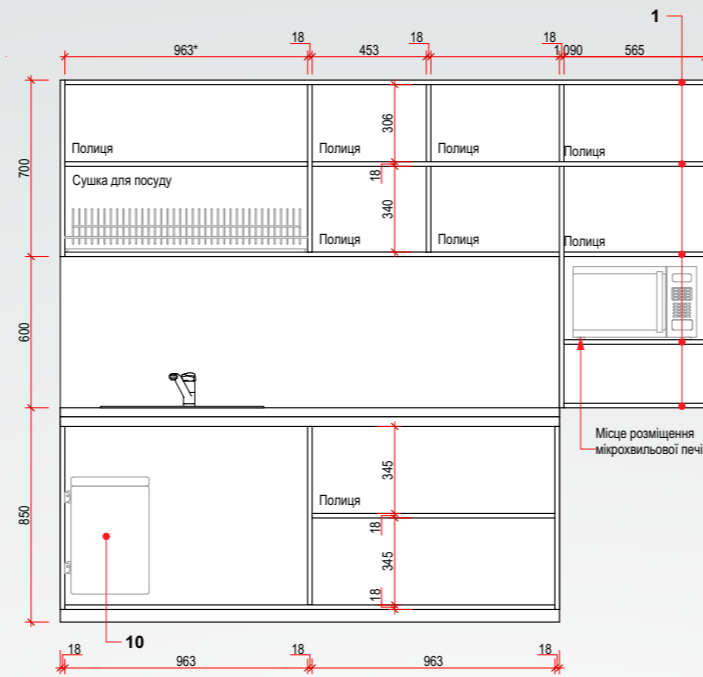 1
18
18
18
963*
453
1 090
565
700
306
Полиця
Полиця
Полиця
Полиця
Сушка для посуду
18
340
Полиця
Полиця
Полиця
600
Місце розміщення
мікрохвильової печі
850
345
Полиця
18
345
18
10
18
18
18
963
963